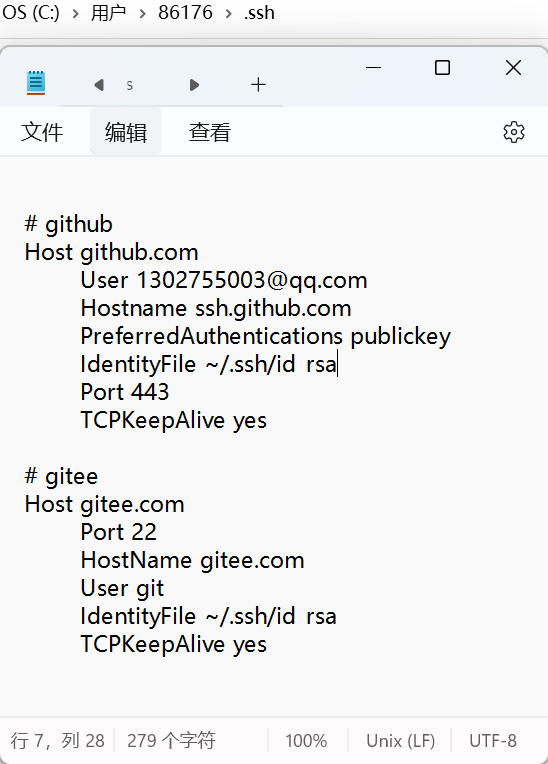 OS (C:) › 用户 › 86176 › .ssh
s
文件 编辑 查看
# github
Host github.com
User 1302755003@qq.com
Hostname ssh.github.com
PreferredAuthentications publickey
IdentityFile ~/.ssh/id_rsa
Port 443
TCPKeepAlive yes
# gitee
Host gitee.com
Port 22
HostName gitee.com
User git
IdentityFile ~/.ssh/id_rsa
TCPKeepAlive yes
行 7，列 28 279 个字符 100% Unix (LF) UTF-8